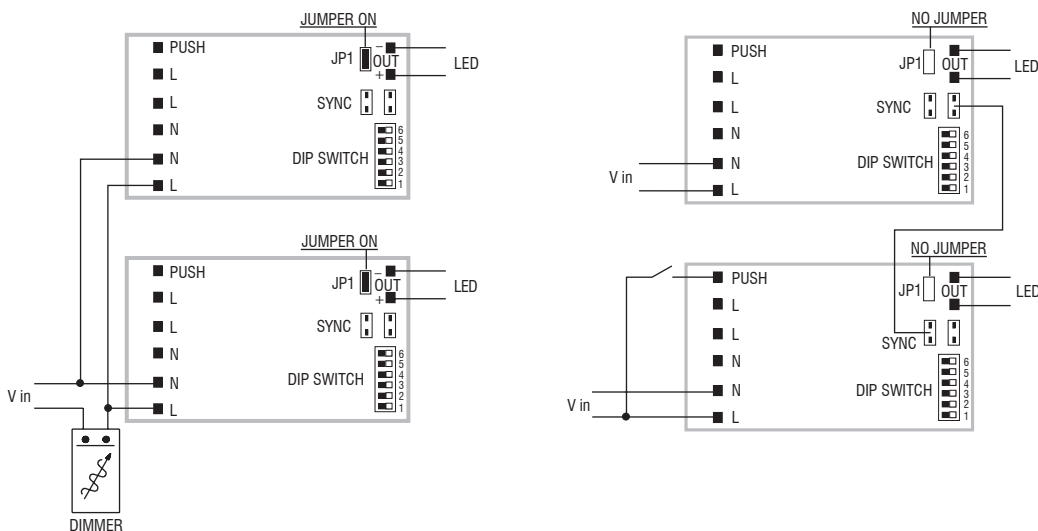 JUMPER ON
PUSH
JP1
−
OUT
+
LED
L
L
SYNC
N
N
DIP SWITCH
6
5
4
3
2
1
L
JUMPER ON
PUSH
JP1
−
OUT
+
LED
L
L
SYNC
N
N
DIP SWITCH
6
5
4
3
2
1
L
V in
DIMMER
NO JUMPER
PUSH
JP1
OUT
LED
L
L
SYNC
N
N
DIP SWITCH
6
5
4
3
2
1
L
V in
NO JUMPER
PUSH
JP1
OUT
LED
L
L
SYNC
N
N
DIP SWITCH
6
5
4
3
2
1
L
V in